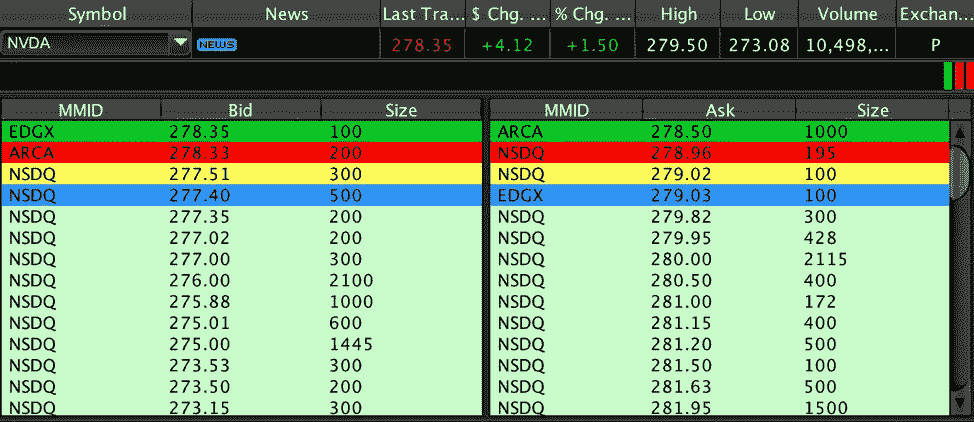 Symbol News Last Tra... $ Chg. ... % Chg. ... High Low Volume Exchan...
NVDA NEWS 278.35 +4.12 +1.50 279.50 273.08 10,498,... P
MMID Bid Size MMID Ask Size
EDGX 278.35 100 ARCA 278.50 1000
ARCA 278.33 200 NSDQ 278.96 195
NSDQ 277.51 300 NSDQ 279.02 100
NSDQ 277.40 500 EDGX 279.03 100
NSDQ 277.35 200 NSDQ 279.82 300
NSDQ 277.02 200 NSDQ 279.95 428
NSDQ 277.00 300 NSDQ 280.00 2115
NSDQ 276.00 2100 NSDQ 280.50 400
NSDQ 275.88 1000 NSDQ 281.00 172
NSDQ 275.01 600 NSDQ 281.15 400
NSDQ 275.00 1445 NSDQ 281.20 500
NSDQ 273.53 300 NSDQ 281.50 100
NSDQ 273.50 200 NSDQ 281.63 500
NSDQ 273.15 300 NSDQ 281.95 1500